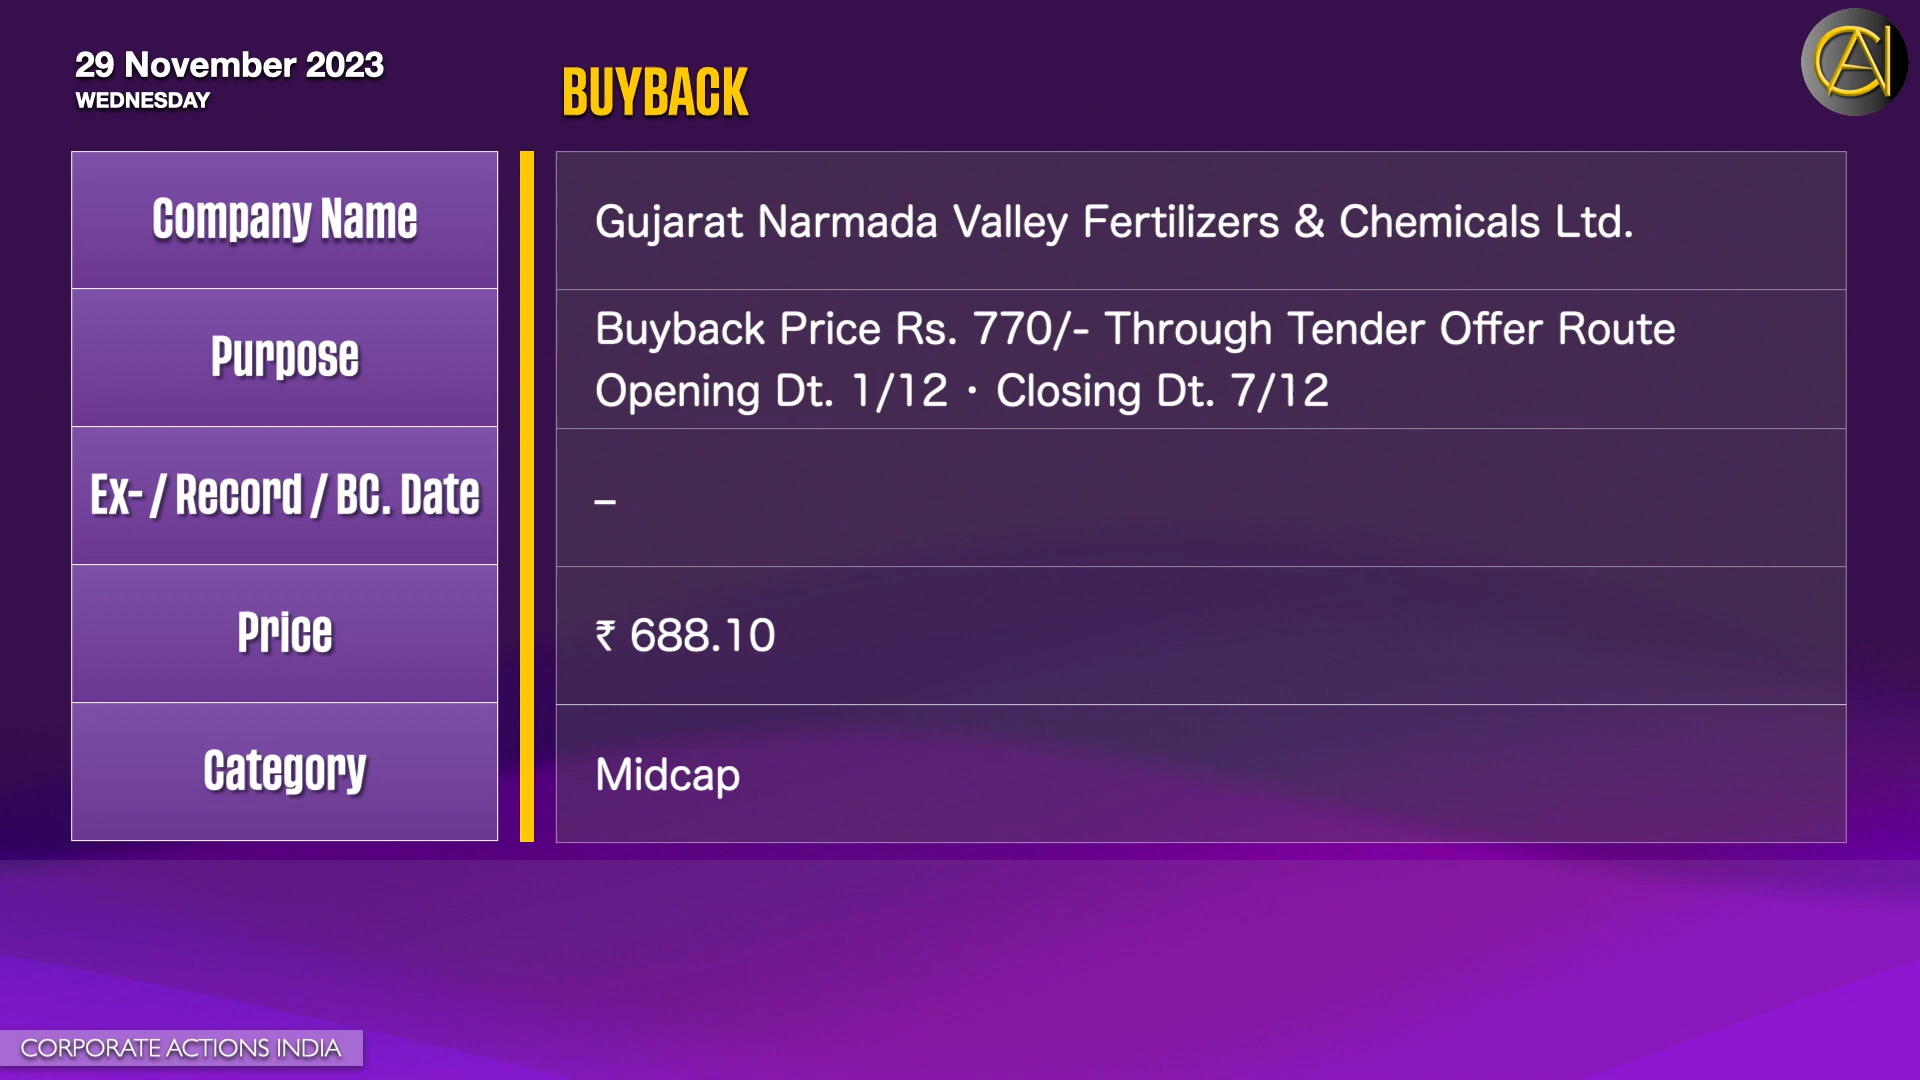 29 November 2023
WEDNESDAY
BUYBACK
Company Name
Gujarat Narmada Valley Fertilizers & Chemicals Ltd.
Purpose
Buyback Price Rs. 770/- Through Tender Offer Route
Opening Dt. 1/12 · Closing Dt. 7/12
Ex- / Record / BC. Date
–
Price
₹ 688.10
Category
Midcap
CORPORATE ACTIONS INDIA
CAI